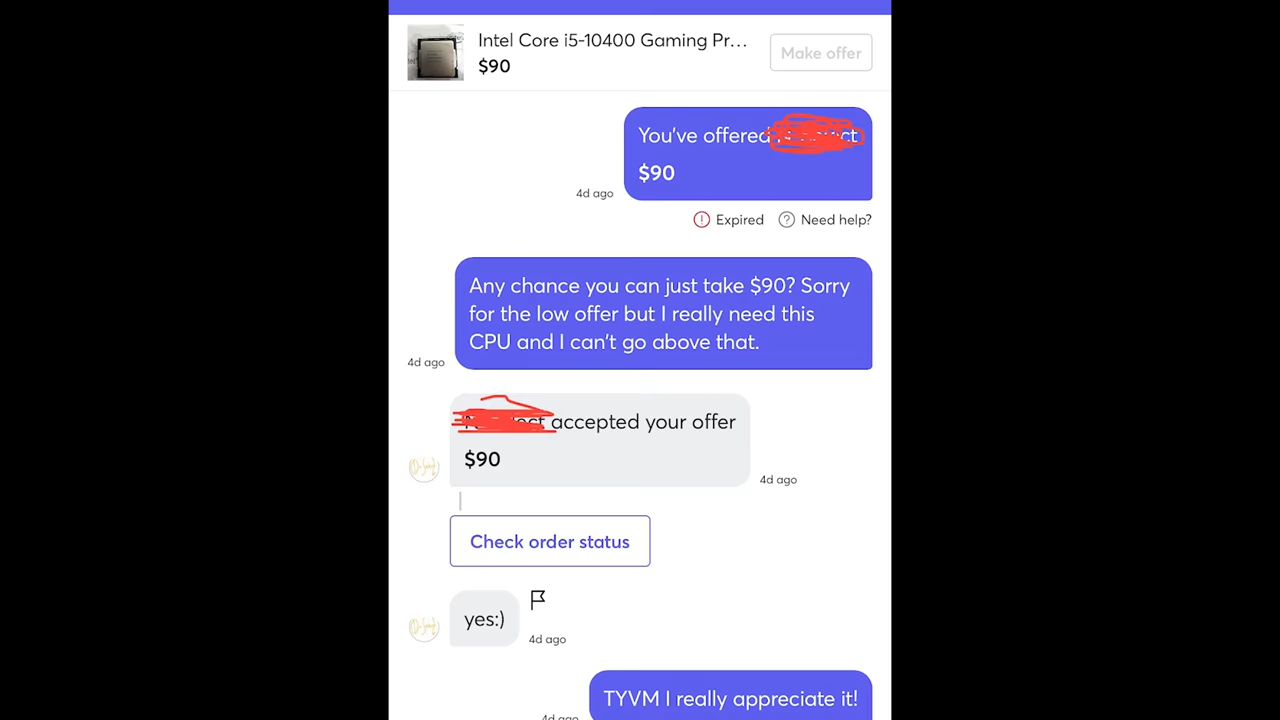 Intel Core i5-10400 Gaming Pr...
$90
Make offer
You've offered
$90
4d ago
Expired
Need help?
Any chance you can just take $90? Sorry
for the low offer but I really need this
CPU and I can't go above that.
4d ago
accepted your offer
$90
4d ago
Check order status
yes:)
4d ago
TYVM I really appreciate it!
4d ago